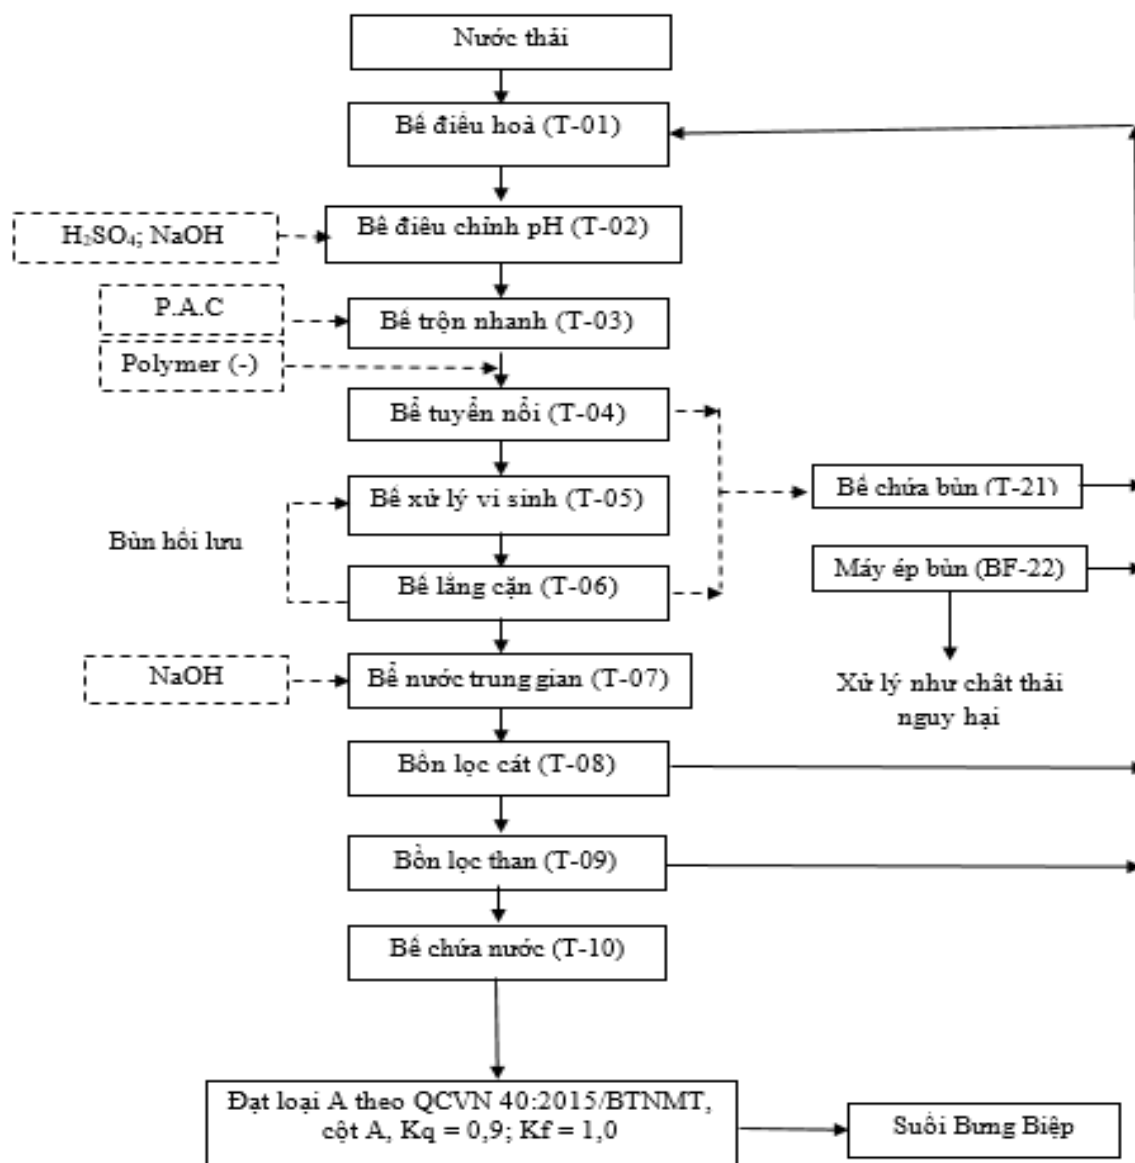 Nước thải
Bể điều hoà (T-01)
H₂SO₄; NaOH
Bể điều chỉnh pH (T-02)
P.A.C
Bể trộn nhanh (T-03)
Polymer (-)
Bể tuyển nổi (T-04)
Bể xử lý vi sinh (T-05)
Bể chứa bùn (T-21)
Bùn hồi lưu
Máy ép bùn (BF-22)
Bể lắng cặn (T-06)
NaOH
Bể nước trung gian (T-07)
Xử lý như chất thải
nguy hại
Bồn lọc cát (T-08)
Bồn lọc than (T-09)
Bể chứa nước (T-10)
Đạt loại A theo QCVN 40:2015/BTNMT,
cột A, Kq = 0,9; Kf = 1,0
Suối Bưng Biệp